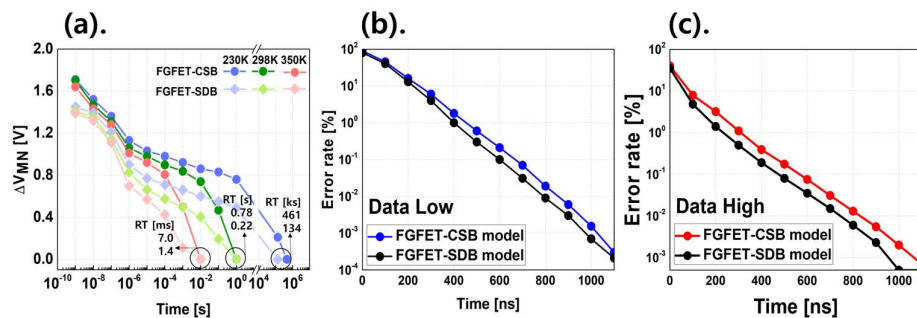 (a).
2.0
1.6
1.2
0.8
0.4
0.0
ΔV_MN [V]
230K 298K 350K
FGFET-CSB
FGFET-SDB
RT [ms]
7.0
1.4
RT [s]
0.78
0.22
RT [ks]
461
134
10^-10 10^-8 10^-6 10^-4 10^-2 10^0 10^4 10^6
Time [s]
(b).
10^2
10^1
10^0
10^-1
10^-2
10^-3
10^-4
Error rate [%]
Data Low
FGFET-CSB model
FGFET-SDB model
0 200 400 600 800 1000
Time [ns]
(c).
10^2
10^1
10^0
10^-1
10^-2
10^-3
Error rate [%]
Data High
FGFET-CSB model
FGFET-SDB model
0 200 400 600 800 1000
Time [ns]